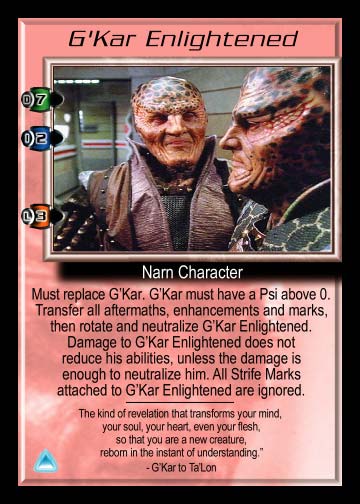 G'Kar Enlightened
D 7
I 2
L 3
Narn Character
Must replace G'Kar. G'Kar must have a Psi above 0.
Transfer all aftermaths, enhancements and marks,
then rotate and neutralize G'Kar Enlightened.
Damage to G'Kar Enlightened does not
reduce his abilities, unless the damage is
enough to neutralize him. All Strife Marks
attached to G'Kar Enlightened are ignored.
The kind of revelation that transforms your mind,
your soul, your heart, even your flesh,
so that you are a new creature,
reborn in the instant of understanding."
- G'Kar to Ta'Lon